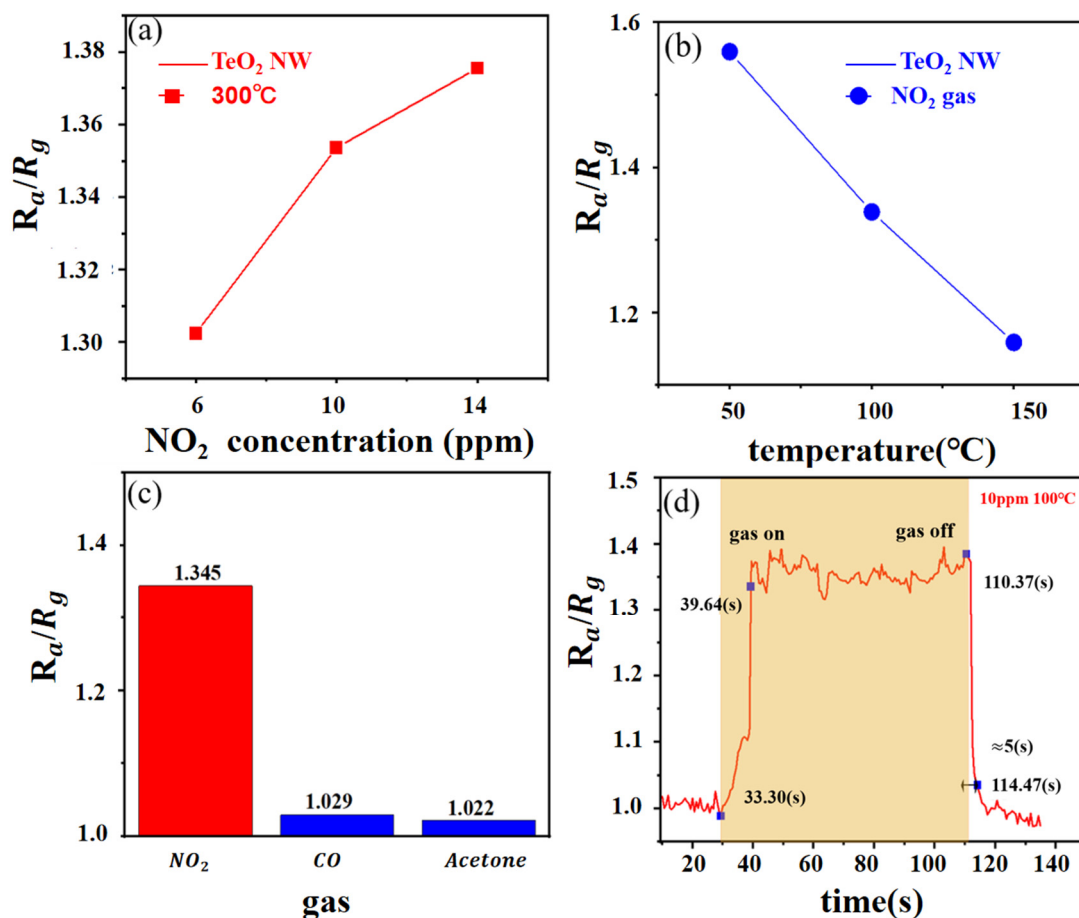 (a)
TeO₂ NW
300℃
1.38
1.36
1.34
1.32
1.30
Rₐ/R_g
6 10 14
NO₂ concentration (ppm)
(b)
TeO₂ NW
NO₂ gas
1.6
1.4
1.2
Rₐ/R_g
50 100 150
temperature(℃)
(c)
1.4
1.2
1.0
Rₐ/R_g
1.345
1.029
1.022
NO₂ CO Acetone
gas
(d)
10ppm 100℃
1.5
1.4
1.3
1.2
1.1
1.0
Rₐ/R_g
gas on
gas off
39.64(s)
110.37(s)
≈5(s)
33.30(s)
114.47(s)
20 40 60 80 100 120 140
time(s)